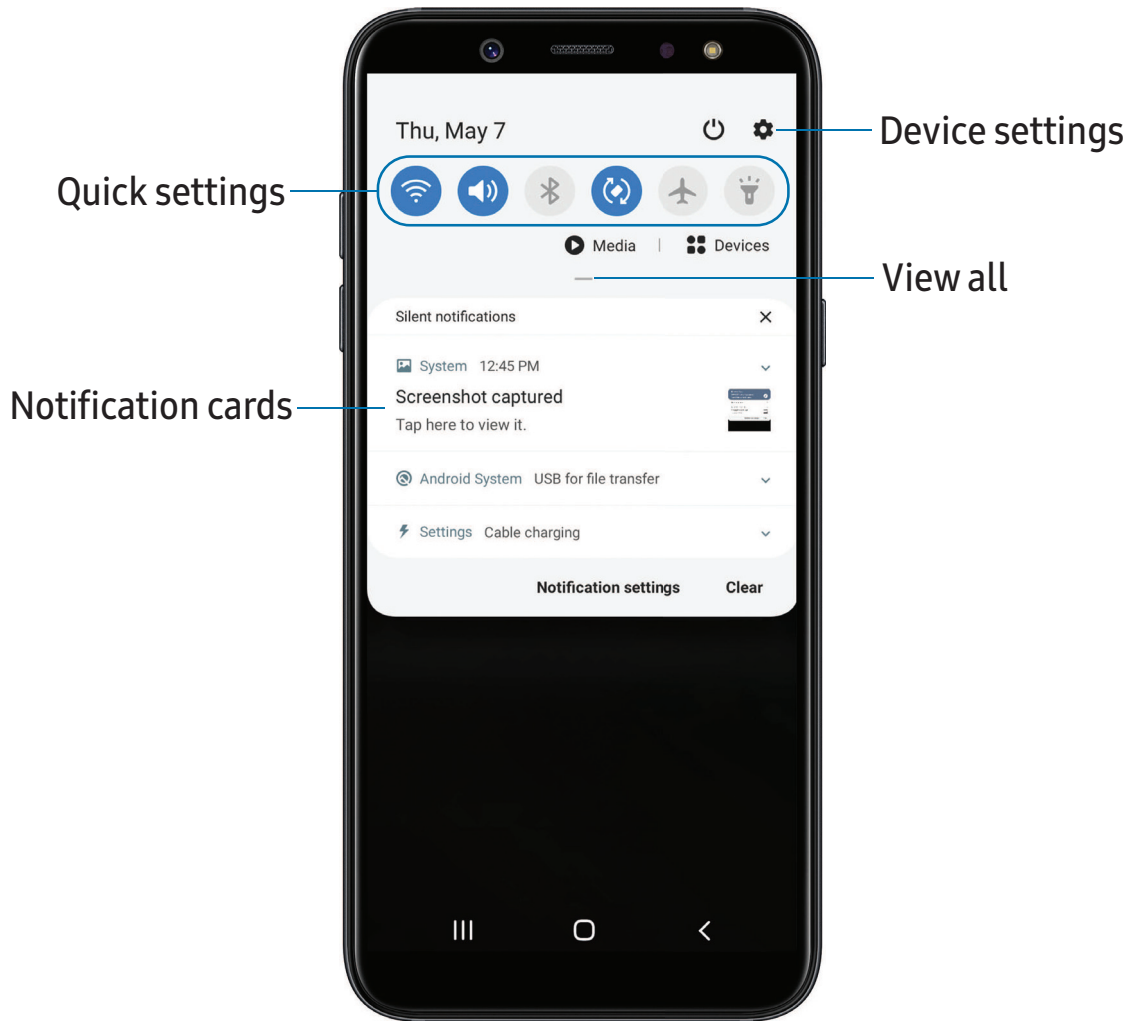 Thu, May 7
Device settings
Quick settings
Media | Devices
View all
Silent notifications
System 12:45 PM
Notification cards
Screenshot captured
Tap here to view it.
Android System USB for file transfer
Settings Cable charging
Notification settings Clear